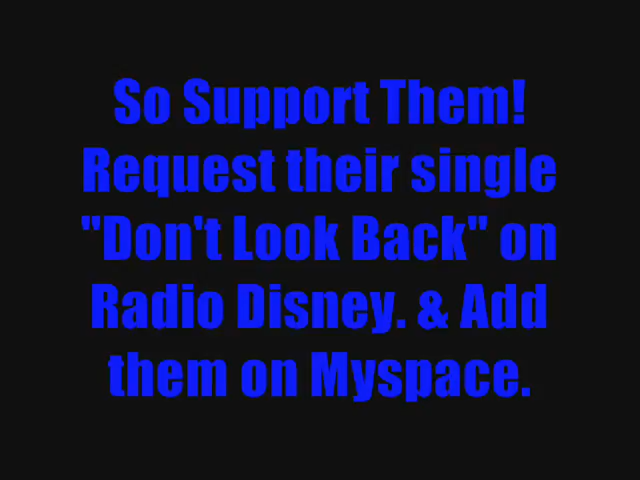 So Support Them!
Request their single
"Don't Look Back" on
Radio Disney. & Add
them on Myspace.